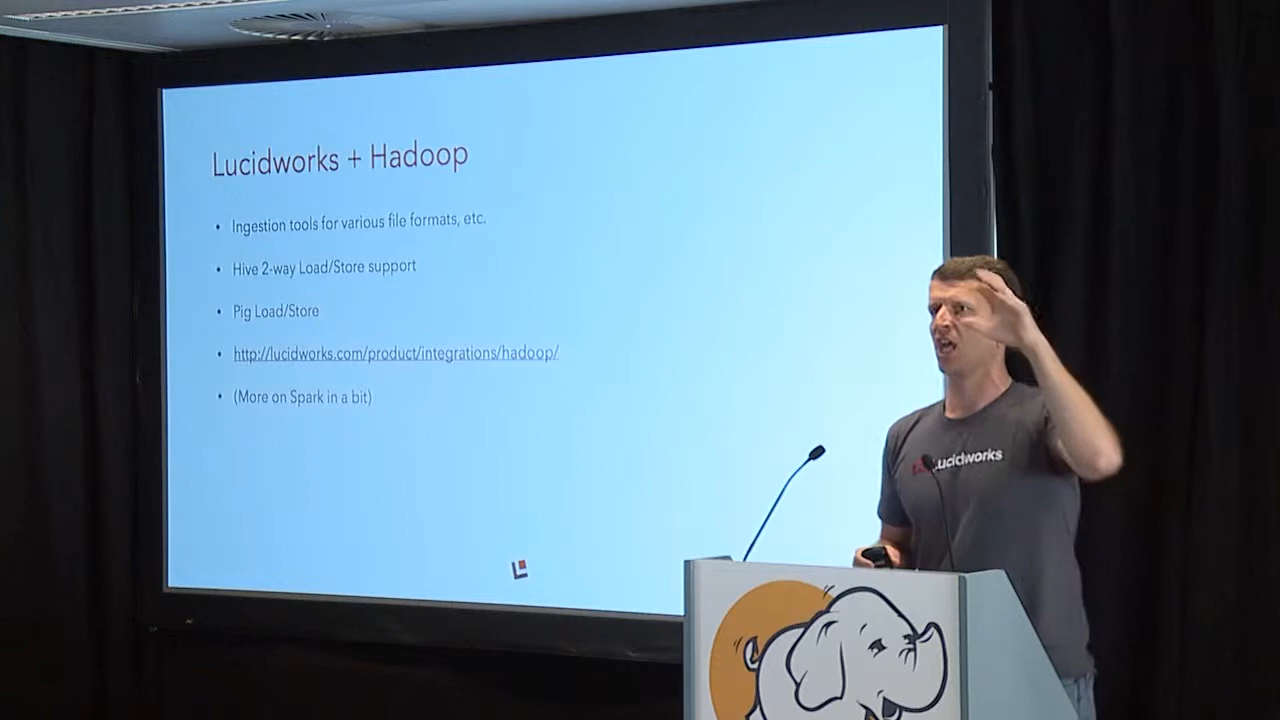 Lucidworks + Hadoop
• Ingestion tools for various file formats, etc.
• Hive 2-way Load/Store support
• Pig Load/Store
• http://lucidworks.com/product/integrations/hadoop/
• (More on Spark in a bit)
Lucidworks